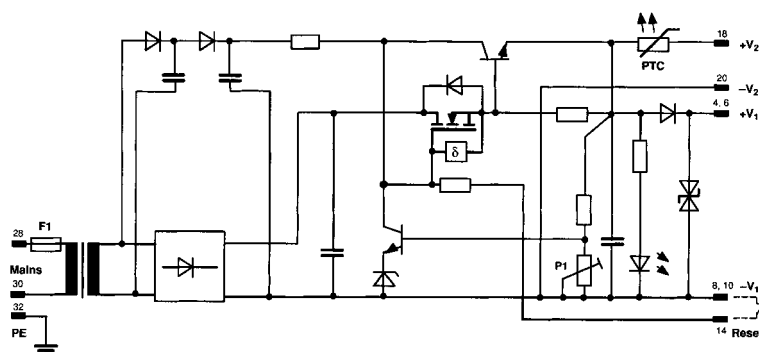 18
+V2
PTC
20
−V2
4, 6
+V1
δ
F1
28
Mains
30
32
PE
P1
8, 10
−V1
14
Rese